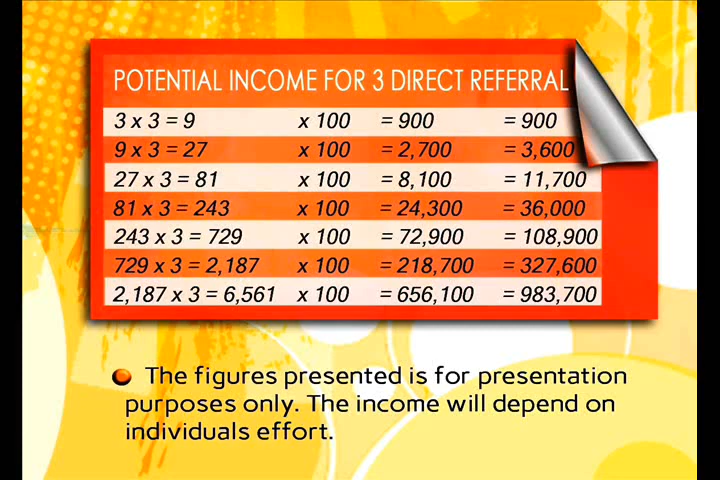 POTENTIAL INCOME FOR 3 DIRECT REFERRAL
3 x 3 = 9 x 100 = 900 = 900
9 x 3 = 27 x 100 = 2,700 = 3,600
27 x 3 = 81 x 100 = 8,100 = 11,700
81 x 3 = 243 x 100 = 24,300 = 36,000
243 x 3 = 729 x 100 = 72,900 = 108,900
729 x 3 = 2,187 x 100 = 218,700 = 327,600
2,187 x 3 = 6,561 x 100 = 656,100 = 983,700
The figures presented is for presentation
purposes only. The income will depend on
individuals effort.